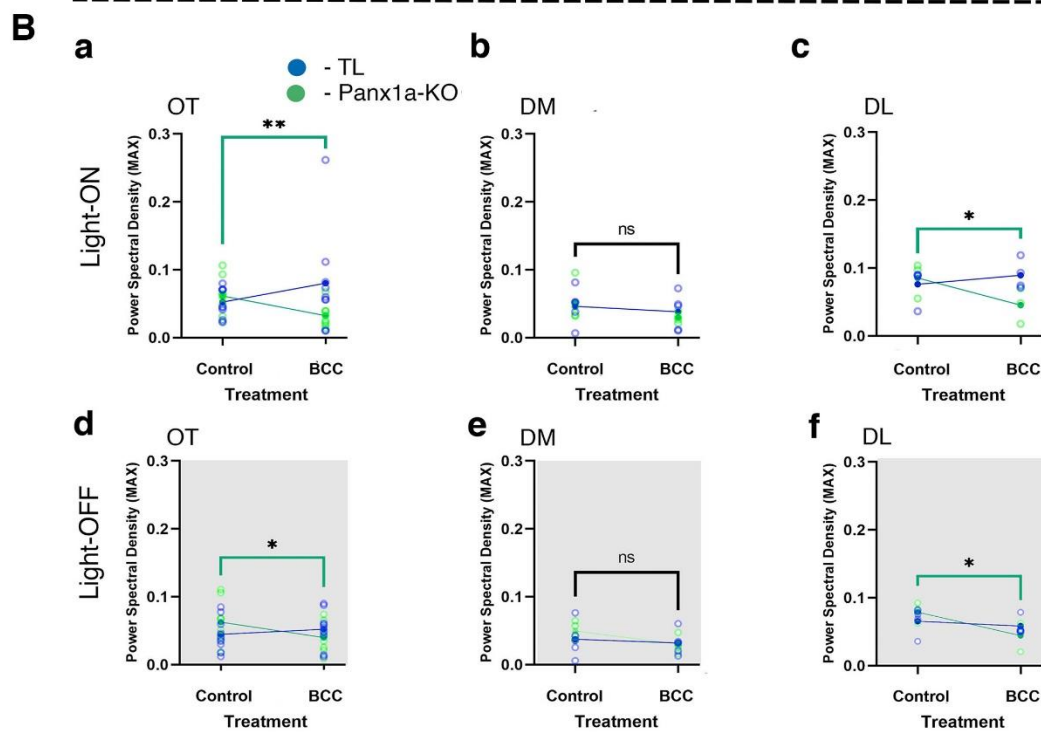 B
a
- TL
- Panx1a-KO
b
c
Light-ON
OT
Power Spectral Density (MAX)
0.3
0.2
0.1
0.0
**
Control BCC
Treatment
DM
Power Spectral Density (MAX)
0.3
0.2
0.1
0.0
ns
Control BCC
Treatment
DL
Power Spectral Density (MAX)
0.3
0.2
0.1
0.0
*
Control BCC
Treatment
Light-OFF
d
OT
Power Spectral Density (MAX)
0.3
0.2
0.1
0.0
*
Control BCC
Treatment
e
DM
Power Spectral Density (MAX)
0.3
0.2
0.1
0.0
ns
Control BCC
Treatment
f
DL
Power Spectral Density (MAX)
0.3
0.2
0.1
0.0
*
Control BCC
Treatment